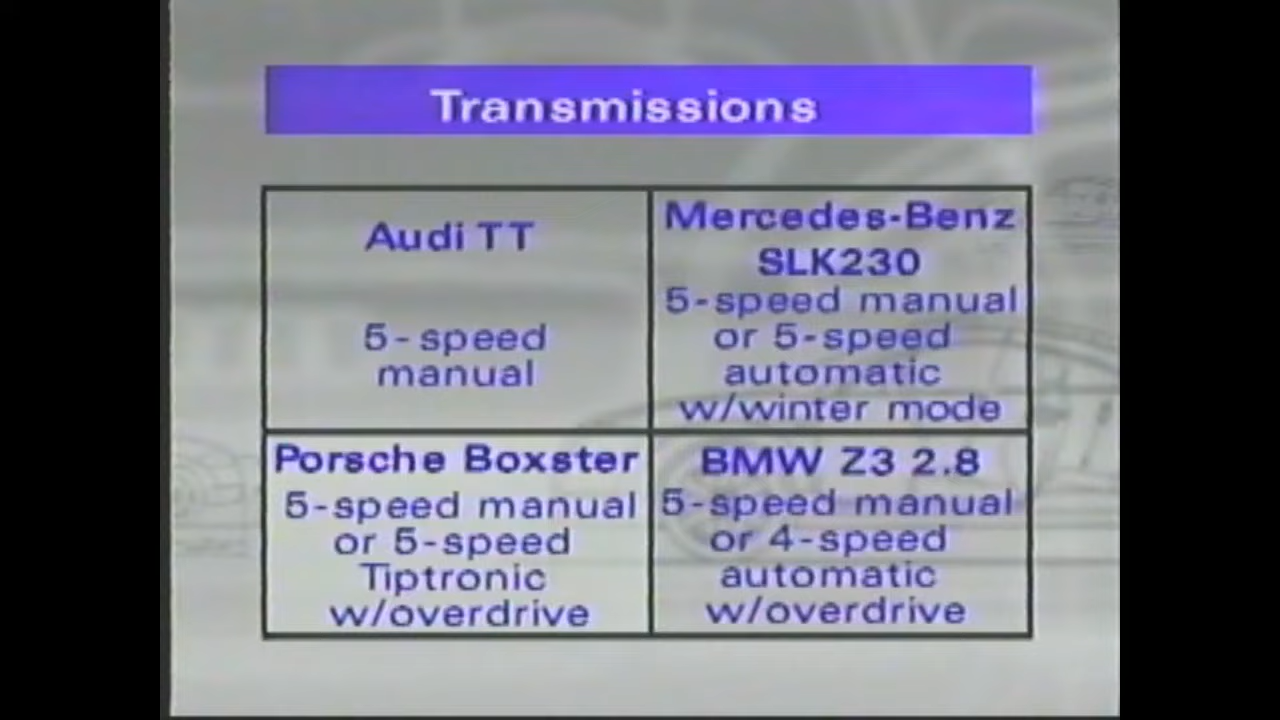 Transmissions
Audi TT
5-speed
manual
Mercedes-Benz
SLK230
5-speed manual
or 5-speed
automatic
w/winter mode
Porsche Boxster
5-speed manual
or 5-speed
Tiptronic
w/overdrive
BMW Z3 2.8
5-speed manual
or 4-speed
automatic
w/overdrive